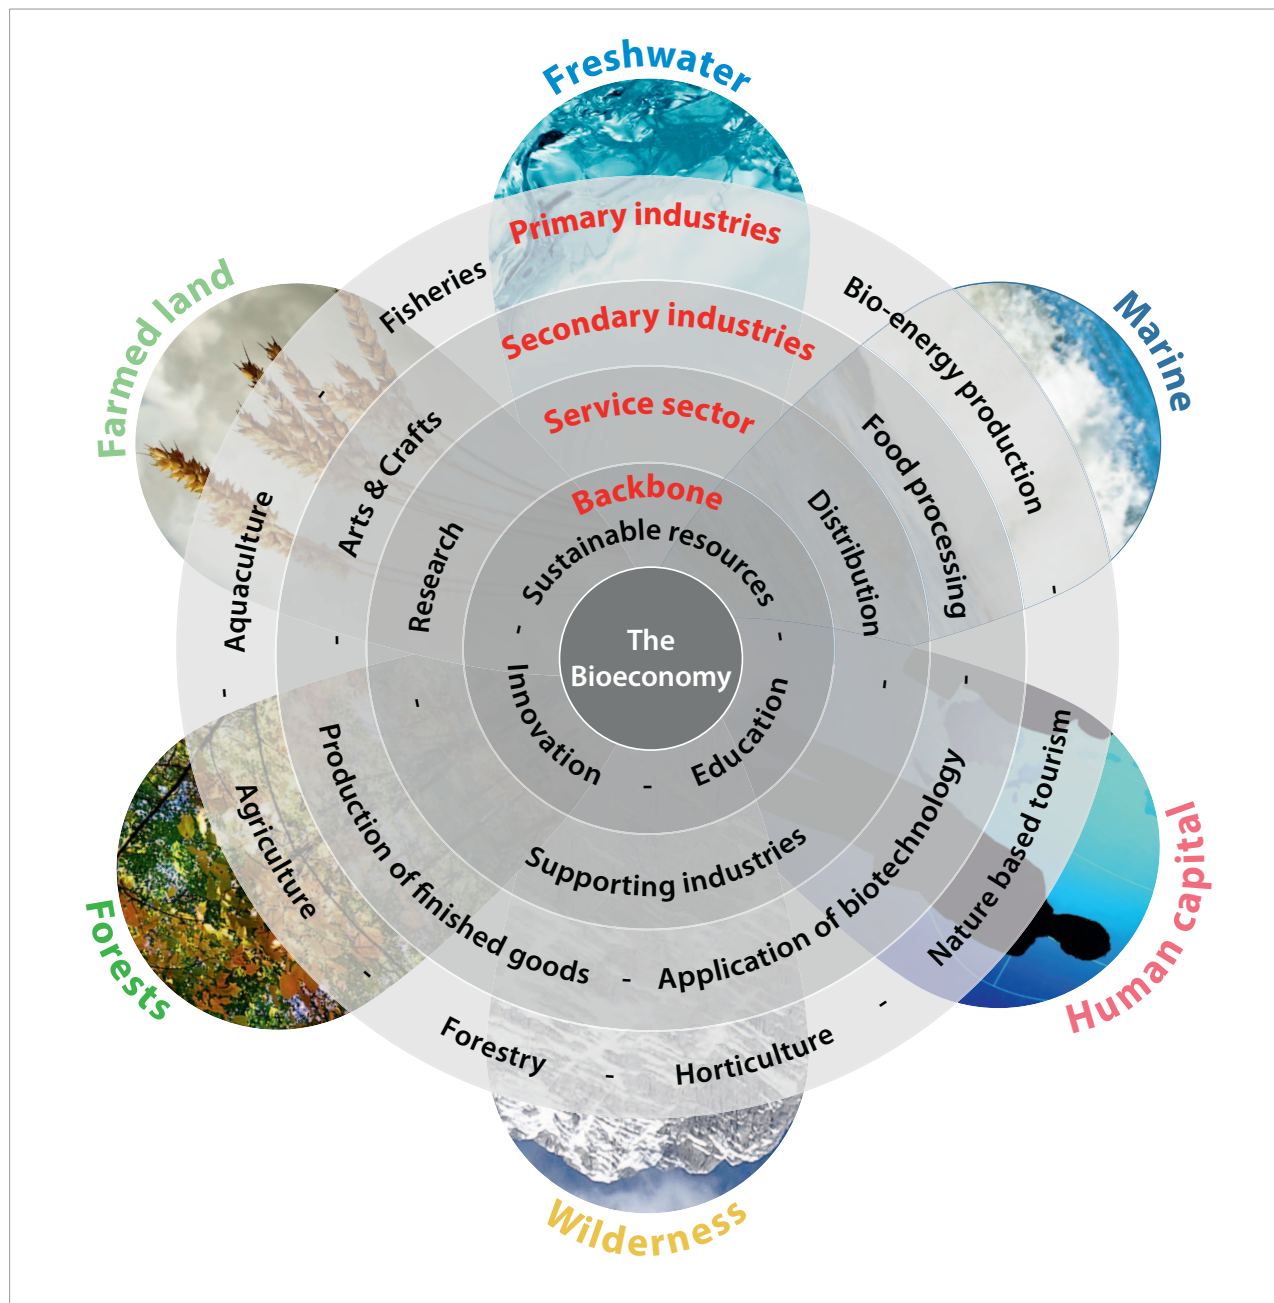 Freshwater
Marine
Human capital
Wilderness
Forests
Farmed land
Primary industries
Bio-energy production
-
Nature based tourism
-
Horticulture
-
Forestry
-
Agriculture
-
Aquaculture
-
Fisheries
Secondary industries
Food processing
-
Application of biotechnology
-
Production of finished goods
-
Arts & Crafts
Service sector
Distribution
-
Supporting industries
-
Research
Backbone
Sustainable resources
-
Education
-
Innovation
-
The
Bioeconomy